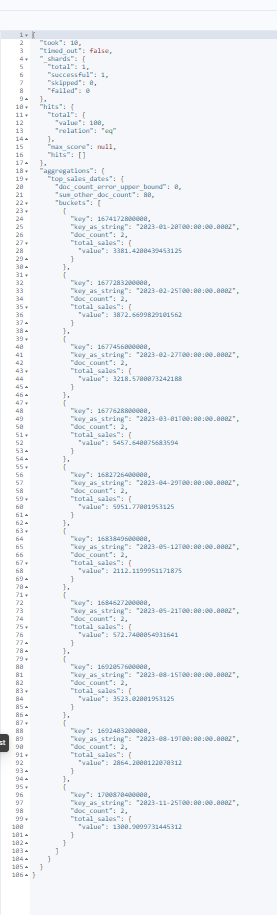 1 {
2 "took": 10,
3 "timed_out": false,
4 "_shards": {
5 "total": 1,
6 "successful": 1,
7 "skipped": 0,
8 "failed": 0
9 },
10 "hits": {
11 "total": {
12 "value": 100,
13 "relation": "eq"
14 },
15 "max_score": null,
16 "hits": []
17 },
18 "aggregations": {
19 "top_sales_dates": {
20 "doc_count_error_upper_bound": 0,
21 "sum_other_doc_count": 80,
22 "buckets": [
23 {
24 "key": 1674172800000,
25 "key_as_string": "2023-01-20T00:00:00.000Z",
26 "doc_count": 2,
27 "total_sales": {
28 "value": 3381.4200439453125
29 }
30 },
31 {
32 "key": 1677283200000,
33 "key_as_string": "2023-02-25T00:00:00.000Z",
34 "doc_count": 2,
35 "total_sales": {
36 "value": 3872.6699829101562
37 }
38 },
39 {
40 "key": 1677456000000,
41 "key_as_string": "2023-02-27T00:00:00.000Z",
42 "doc_count": 2,
43 "total_sales": {
44 "value": 3218.5700073242188
45 }
46 },
47 {
48 "key": 1677628800000,
49 "key_as_string": "2023-03-01T00:00:00.000Z",
50 "doc_count": 2,
51 "total_sales": {
52 "value": 5457.640075683594
53 }
54 },
55 {
56 "key": 1682726400000,
57 "key_as_string": "2023-04-29T00:00:00.000Z",
58 "doc_count": 2,
59 "total_sales": {
60 "value": 5951.77001953125
61 }
62 },
63 {
64 "key": 1683849600000,
65 "key_as_string": "2023-05-12T00:00:00.000Z",
66 "doc_count": 2,
67 "total_sales": {
68 "value": 2112.1199951171875
69 }
70 },
71 {
72 "key": 1684627200000,
73 "key_as_string": "2023-05-21T00:00:00.000Z",
74 "doc_count": 2,
75 "total_sales": {
76 "value": 572.7400054931641
77 }
78 },
79 {
80 "key": 1692057600000,
81 "key_as_string": "2023-08-15T00:00:00.000Z",
82 "doc_count": 2,
83 "total_sales": {
84 "value": 3523.02001953125
85 }
86 },
87 {
88 "key": 1692403200000,
89 "key_as_string": "2023-08-19T00:00:00.000Z",
90 "doc_count": 2,
91 "total_sales": {
92 "value": 2864.2000122070312
93 }
94 },
95 {
96 "key": 1700870400000,
97 "key_as_string": "2023-11-25T00:00:00.000Z",
98 "doc_count": 2,
99 "total_sales": {
100 "value": 1300.9099731445312
101 }
102 }
103 ]
104 }
105 }
106 }